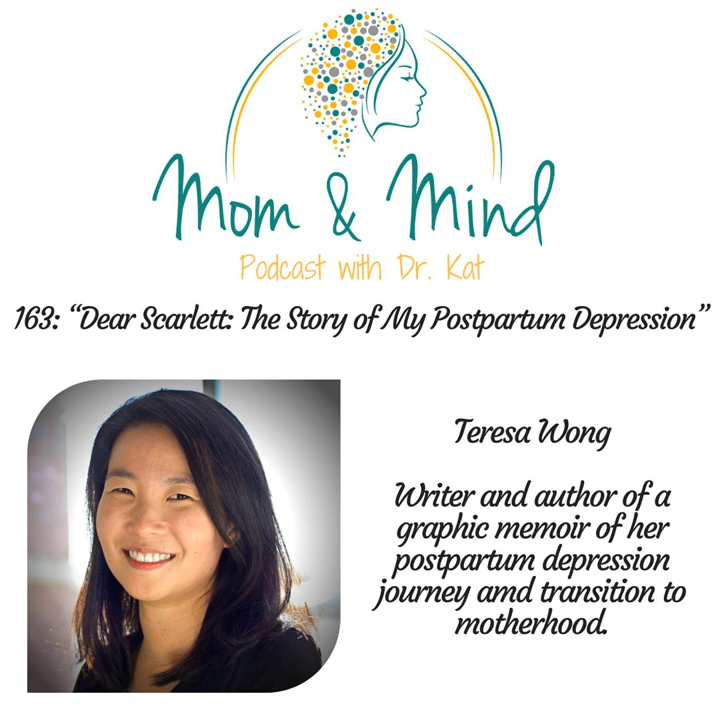 Mom & Mind
Podcast with Dr. Kat
163: “Dear Scarlett: The Story of My Postpartum Depression”
Teresa Wong
Writer and author of a
graphic memoir of her
postpartum depression
journey amd transition to
motherhood.